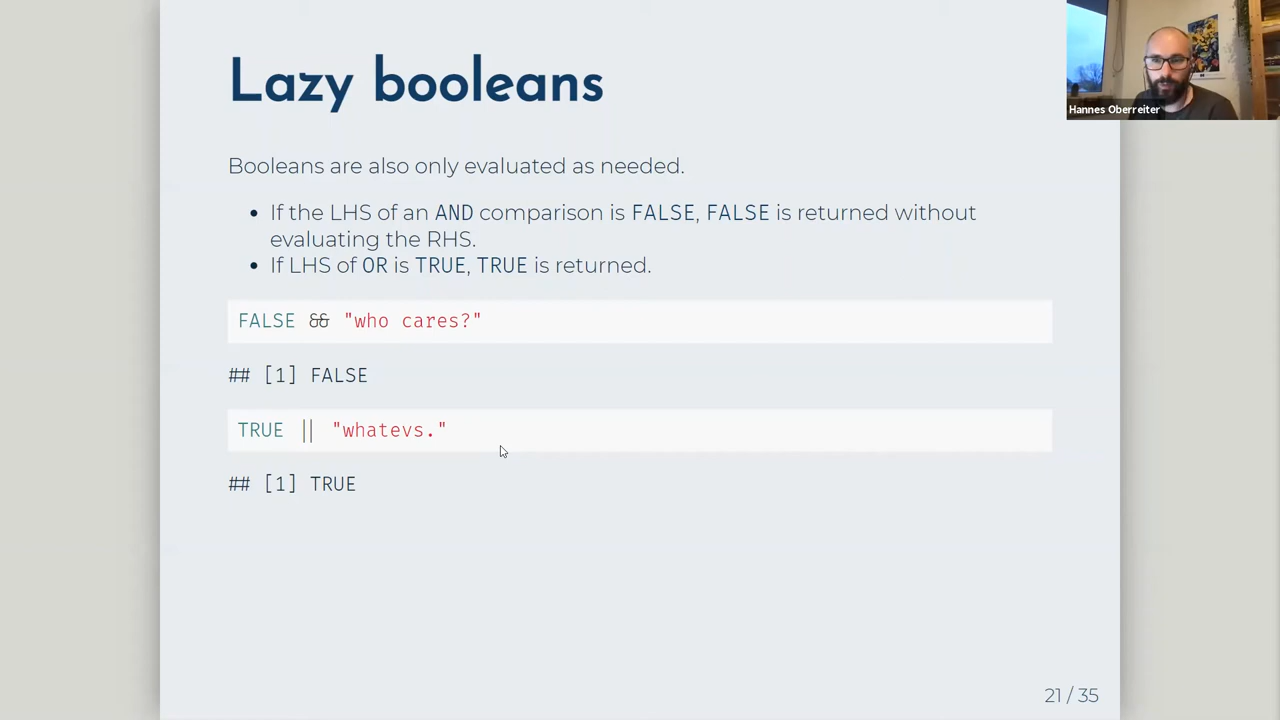 Lazy booleans
Hannes Oberreiter
Booleans are also only evaluated as needed.
• If the LHS of an AND comparison is FALSE, FALSE is returned without
evaluating the RHS.
• If LHS of OR is TRUE, TRUE is returned.
FALSE && "who cares?"
## [1] FALSE
TRUE || "whatevs."
## [1] TRUE
21 / 35